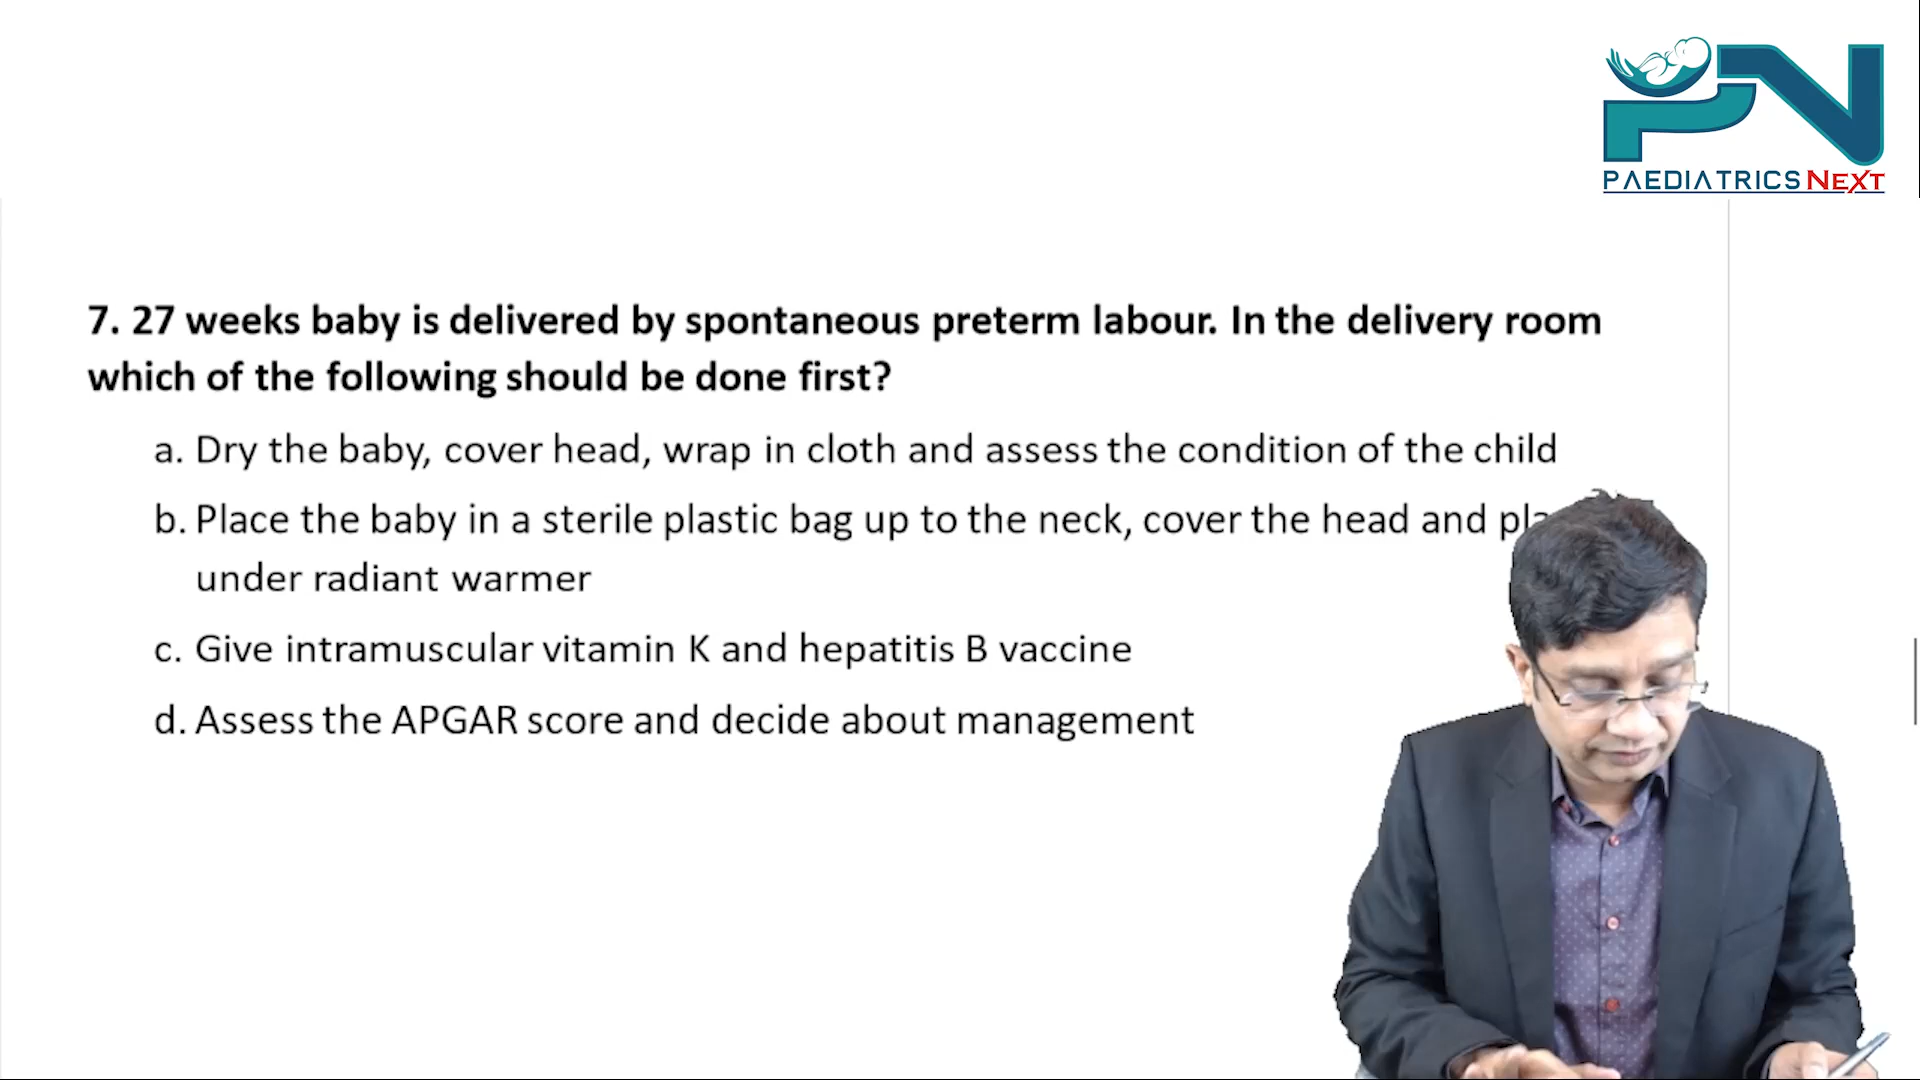 PAEDIATRICS NEXT
7. 27 weeks baby is delivered by spontaneous preterm labour. In the delivery room
which of the following should be done first?
a. Dry the baby, cover head, wrap in cloth and assess the condition of the child
b. Place the baby in a sterile plastic bag up to the neck, cover the head and
under radiant warmer
c. Give intramuscular vitamin K and hepatitis B vaccine
d. Assess the APGAR score and decide about management